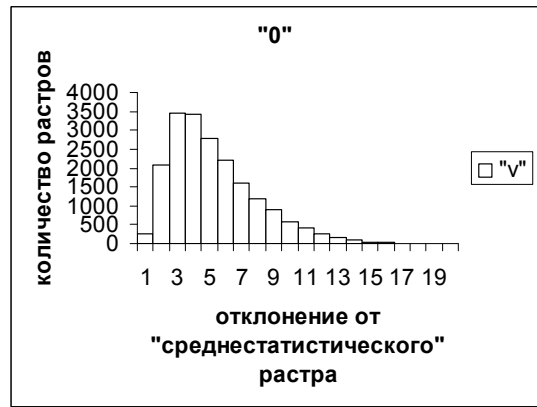 "0"
количество растров
4000
3500
3000
2500
2000
1500
1000
500
0
1 3 5 7 9 11 13 15 17 19
отклонение от
"среднестатистического"
растра
"v"